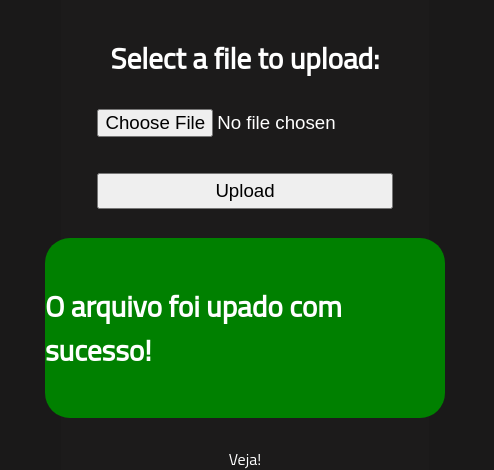 Select a file to upload:
Choose File No file chosen
Upload
O arquivo foi upado com
sucesso!
Veja!